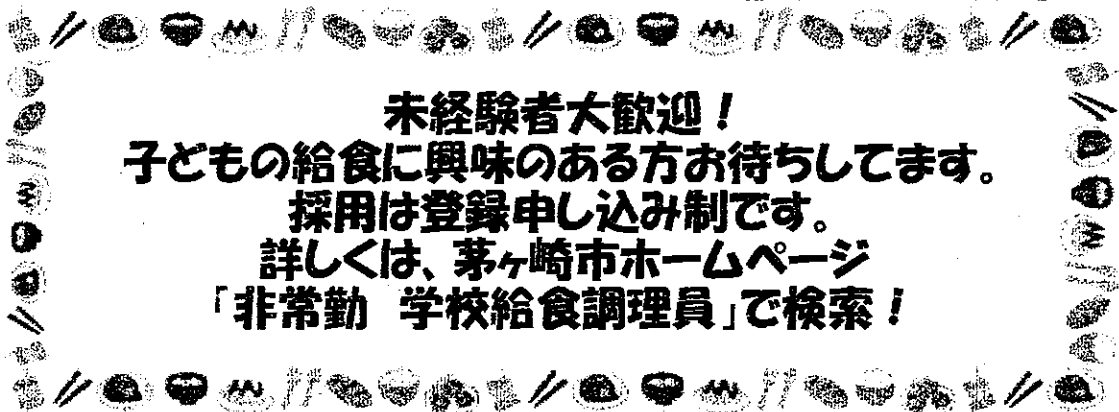 未経験者大歓迎！
子どもの給食に興味のある方お待ちしてます。
採用は登録申し込み制です。
詳しくは、茅ヶ崎市ホームページ
「非常勤　学校給食調理員」で検索！